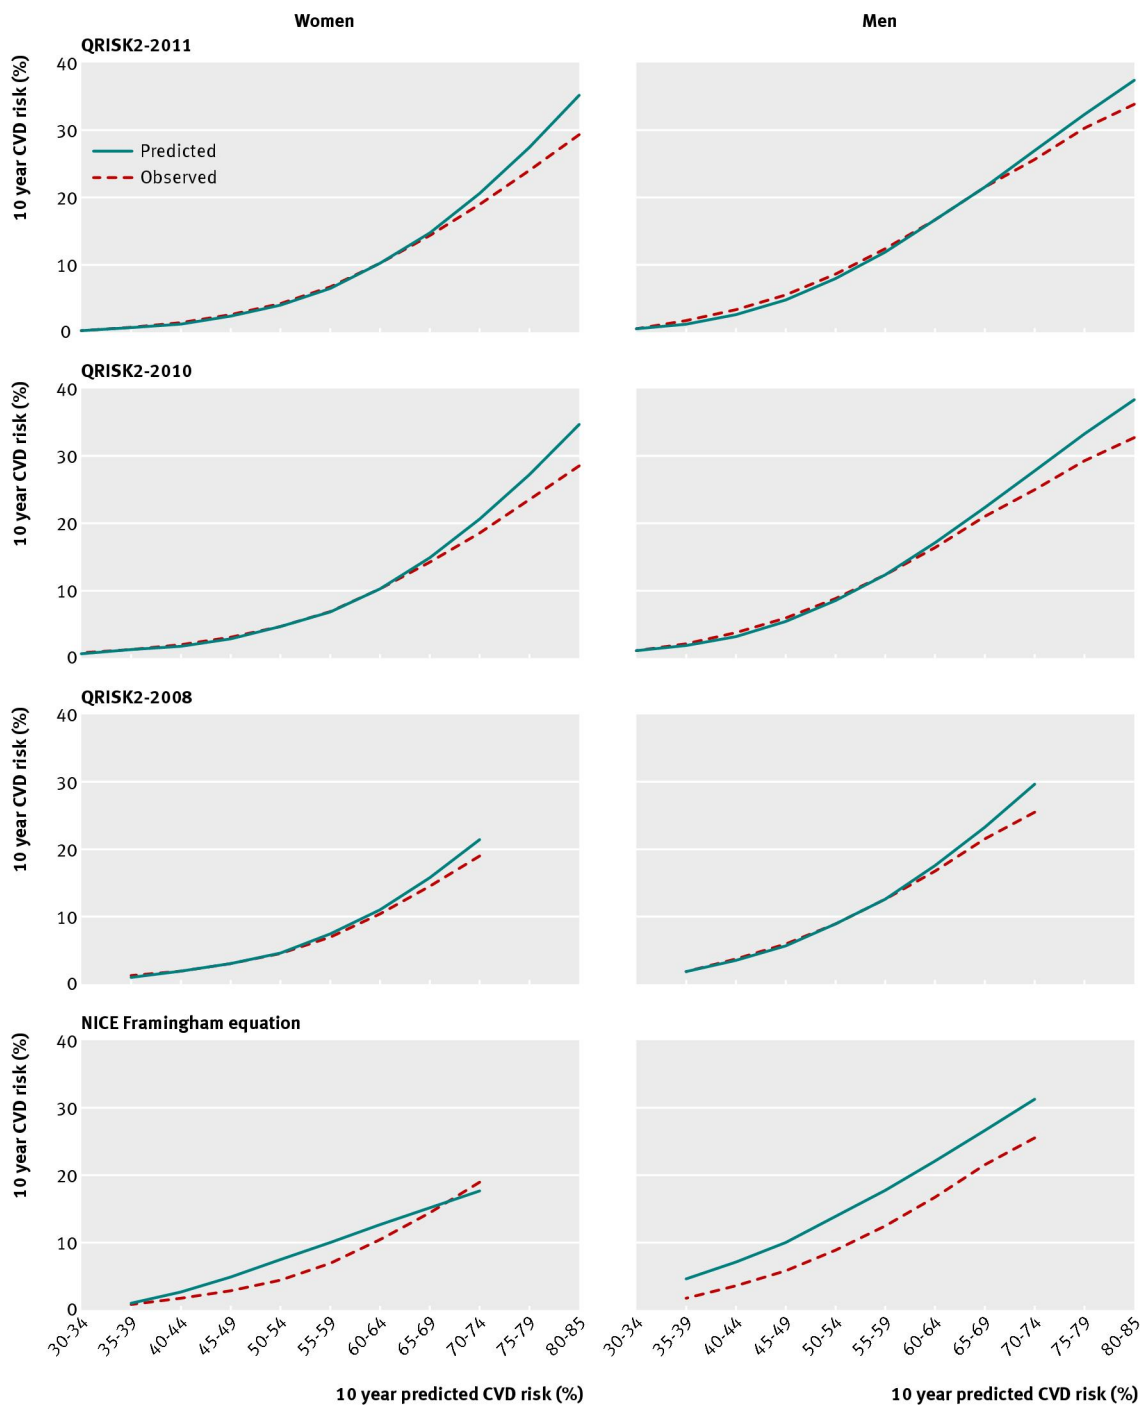 Women Men
QRISK2-2011
10 year CVD risk (%)
40
30
20
10
0
Predicted
Observed
QRISK2-2010
10 year CVD risk (%)
40
30
20
10
0
QRISK2-2008
10 year CVD risk (%)
40
30
20
10
0
NICE Framingham equation
10 year CVD risk (%)
40
30
20
10
0
30-34 35-39 40-44 45-49 50-54 55-59 60-64 65-69 70-74 75-79 80-85
30-34 35-39 40-44 45-49 50-54 55-59 60-64 65-69 70-74 75-79 80-85
10 year predicted CVD risk (%) 10 year predicted CVD risk (%)